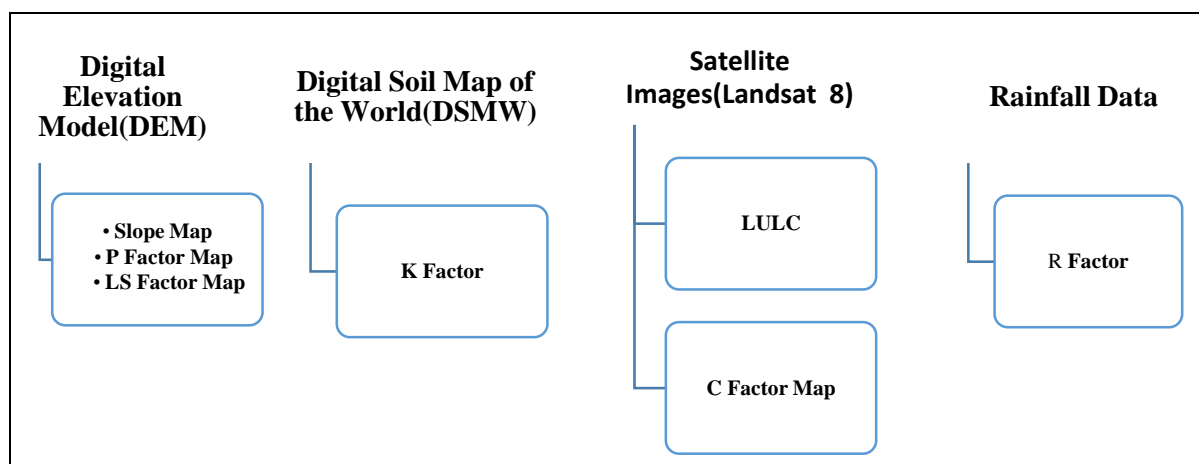 Digital
Elevation
Model(DEM)
• Slope Map
• P Factor Map
• LS Factor Map
Digital Soil Map of
the World(DSMW)
K Factor
Satellite
Images(Landsat 8)
LULC
C Factor Map
Rainfall Data
R Factor